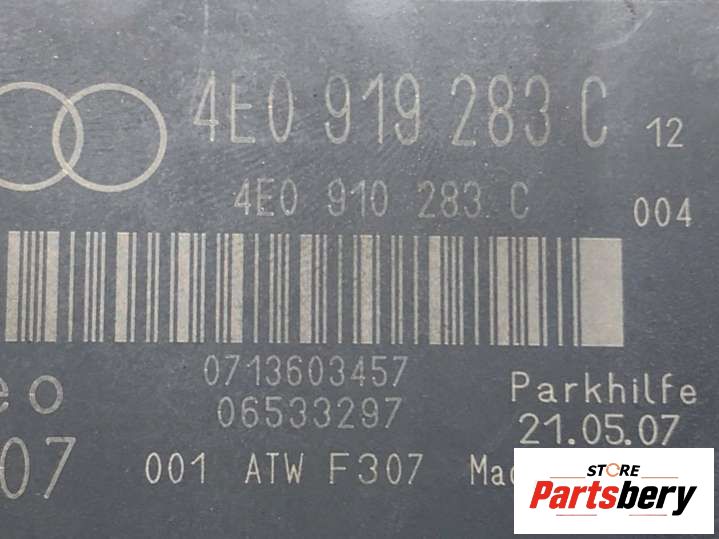 4E0 919 283 C 12
4E0 910 283 C 004
0713603457
06533297
Parkhilfe
21.05.07
eo
07
001 ATW F307 Mad
STORE
Partsbery